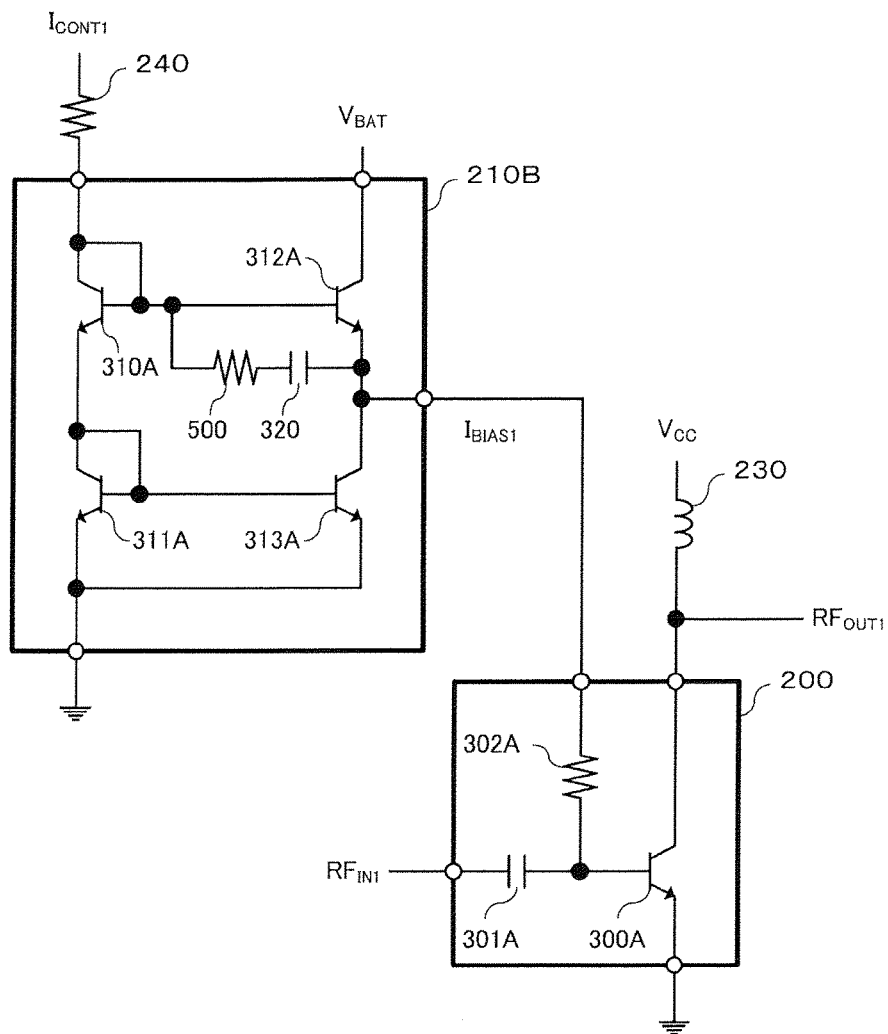 I_CONT1
240
V_BAT
210B
312A
310A
500
320
I_BIAS1
V_CC
230
311A
313A
RF_OUT1
200
302A
RF_IN1
301A
300A